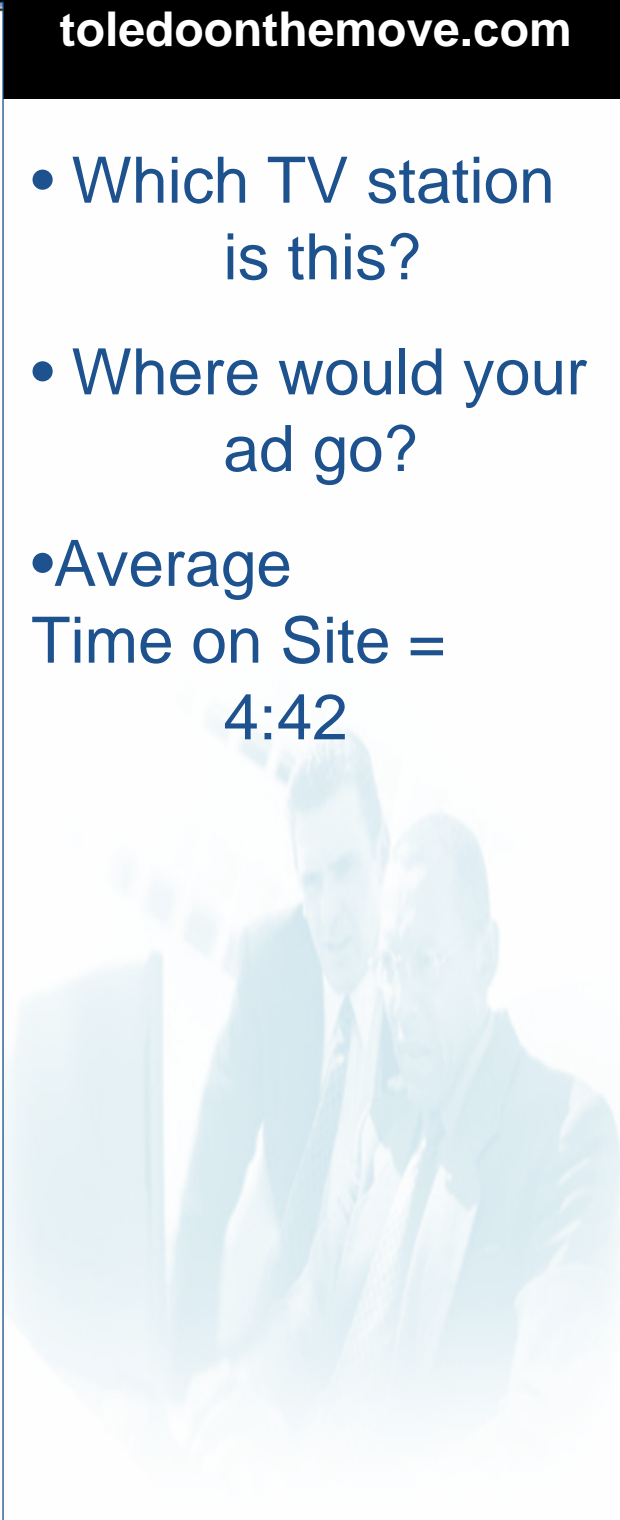 toledoonthemove.com
• Which TV station
is this?
• Where would your
ad go?
•Average
Time on Site =
4:42